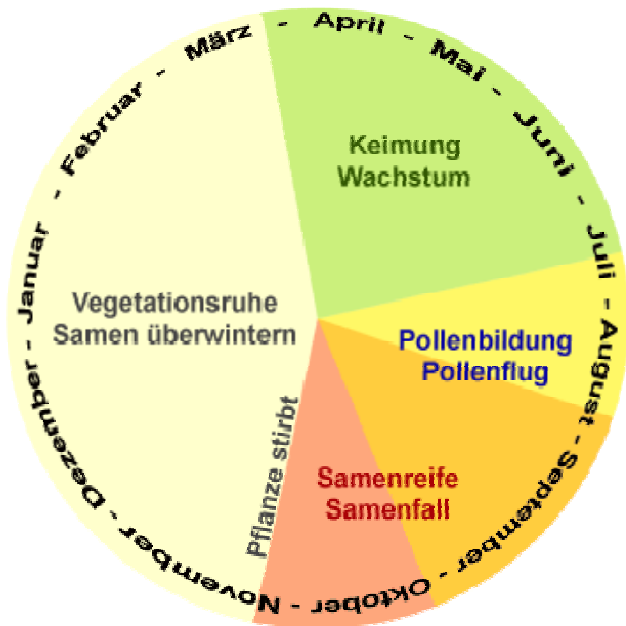 Januar - Februar - März - April - Mai - Juni - Juli - August - September - Oktober - November - Dezember -
Keimung
Wachstum
Vegetationsruhe
Samen überwintern
Pollenbildung
Pollenflug
Pflanze stirbt
Samenreife
Samenfall